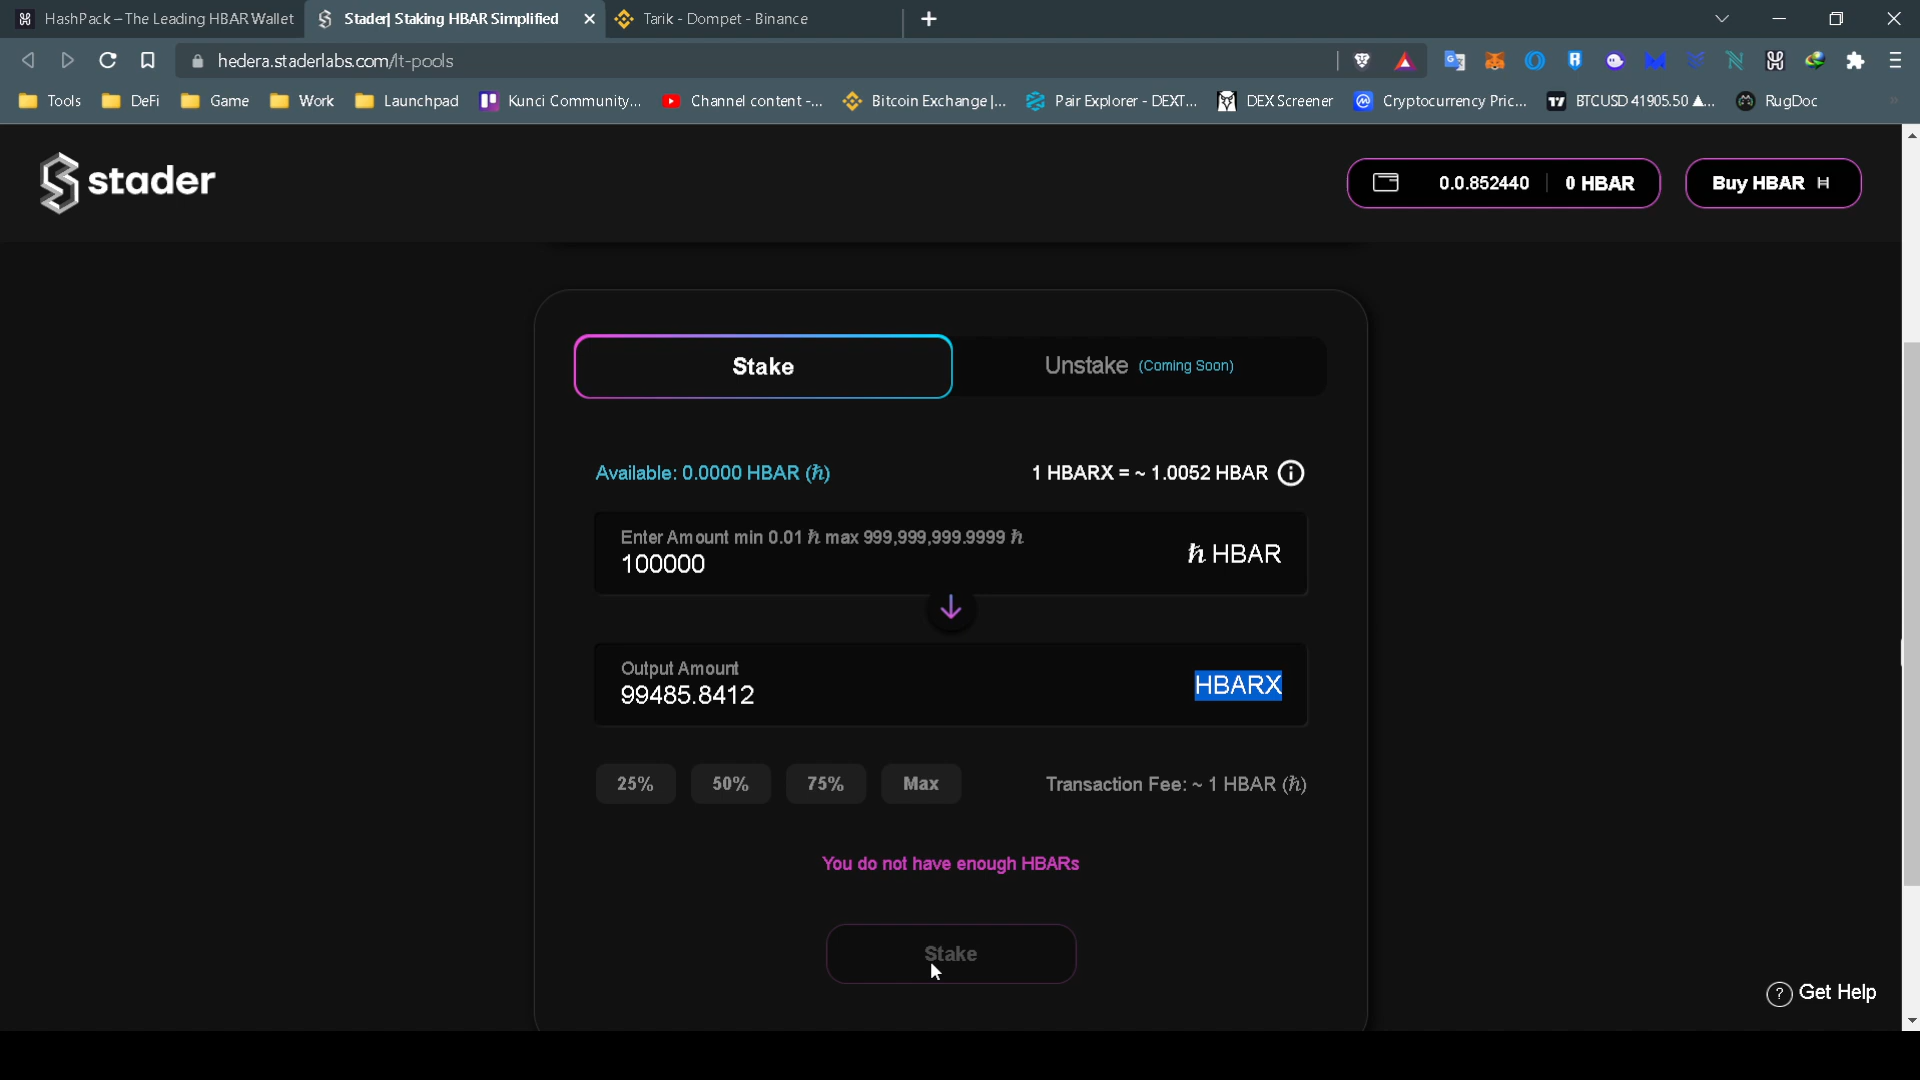 HashPack – The Leading HBAR Wallet
Stader| Staking HBAR Simplified
Tarik - Dompet - Binance
hedera.staderlabs.com/lt-pools
Tools
DeFi
Game
Work
Launchpad
Kunci Community...
Channel content -...
Bitcoin Exchange |...
Pair Explorer - DEXT...
DEX Screener
Cryptocurrency Pric...
BTCUSD 41905.50 ▲...
RugDoc
stader
0.0.852440 0 HBAR
Buy HBAR
Stake
Unstake (Coming Soon)
Available: 0.0000 HBAR (ℏ)
1 HBARX = ~ 1.0052 HBAR
Enter Amount min 0.01 ℏ max 999,999,999.9999 ℏ
100000
ℏ HBAR
Output Amount
99485.8412
HBARX
25%
50%
75%
Max
Transaction Fee: ~ 1 HBAR (ℏ)
You do not have enough HBARs
Stake
? Get Help